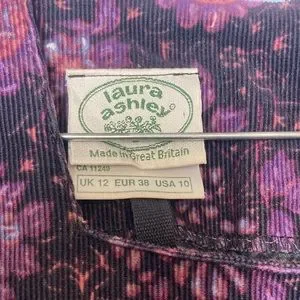 laura
ashley
Made in Great Britain
CA 11249
UK 12 EUR 38 USA 10